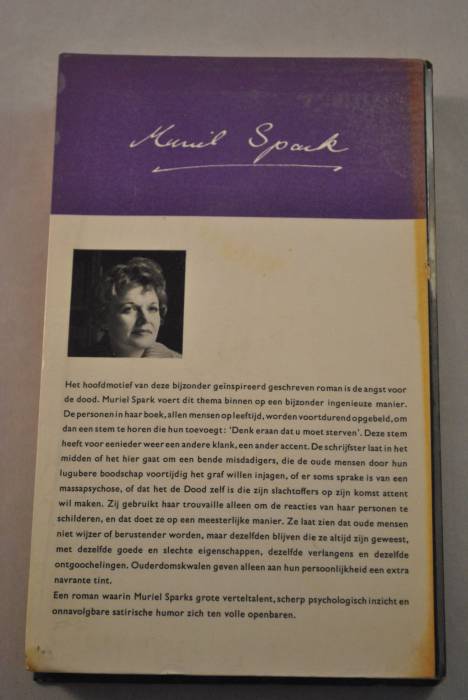 Muriel Spark
Het hoofdmotief van deze bijzonder geïnspireerd geschreven roman is de angst voor
de dood. Muriel Spark voert dit thema binnen op een bijzonder ingenieuze manier.
De personen in haar boek, allen mensen op leeftijd, worden voortdurend opgebeld, om
dan een stem te horen die hun toevoegt: 'Denk eraan dat u moet sterven'. Deze stem
heeft voor eenieder weer een andere klank, een ander accent. De schrijfster laat in het
midden of het hier gaat om een bende misdadigers, die de oude mensen door hun
lugubere boodschap voortijdig het graf willen injagen, of er soms sprake is van een
massapsychose, of dat het de Dood zelf is die zijn slachtoffers op zijn komst attent
wil maken. Zij gebruikt haar trouvaille alleen om de reacties van haar personen te
schilderen, en dat doet ze op een meesterlijke manier. Ze laat zien dat oude mensen
niet wijzer of berustender worden, maar dezelfden blijven die ze altijd zijn geweest,
met dezelfde goede en slechte eigenschappen, dezelfde verlangens en dezelfde
ontgoochelingen. Ouderdomskwalen geven alleen aan hun persoonlijkheid een extra
navrante tint.
Een roman waarin Muriel Sparks grote verteltalent, scherp psychologisch inzicht en
onnavolgbare satirische humor zich ten volle openbaren.